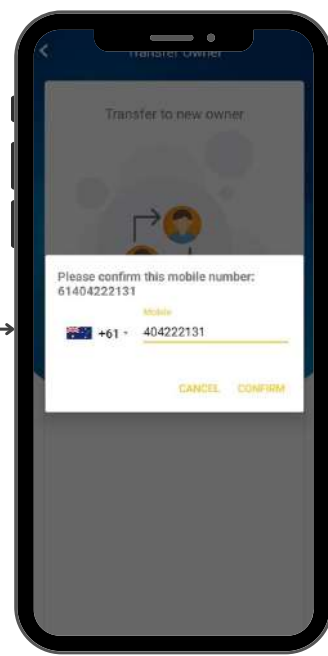 Transfer Owner
Transfer to new owner
Please confirm this mobile number:
61404222131
Mobile
+61
404222131
CANCEL CONFIRM